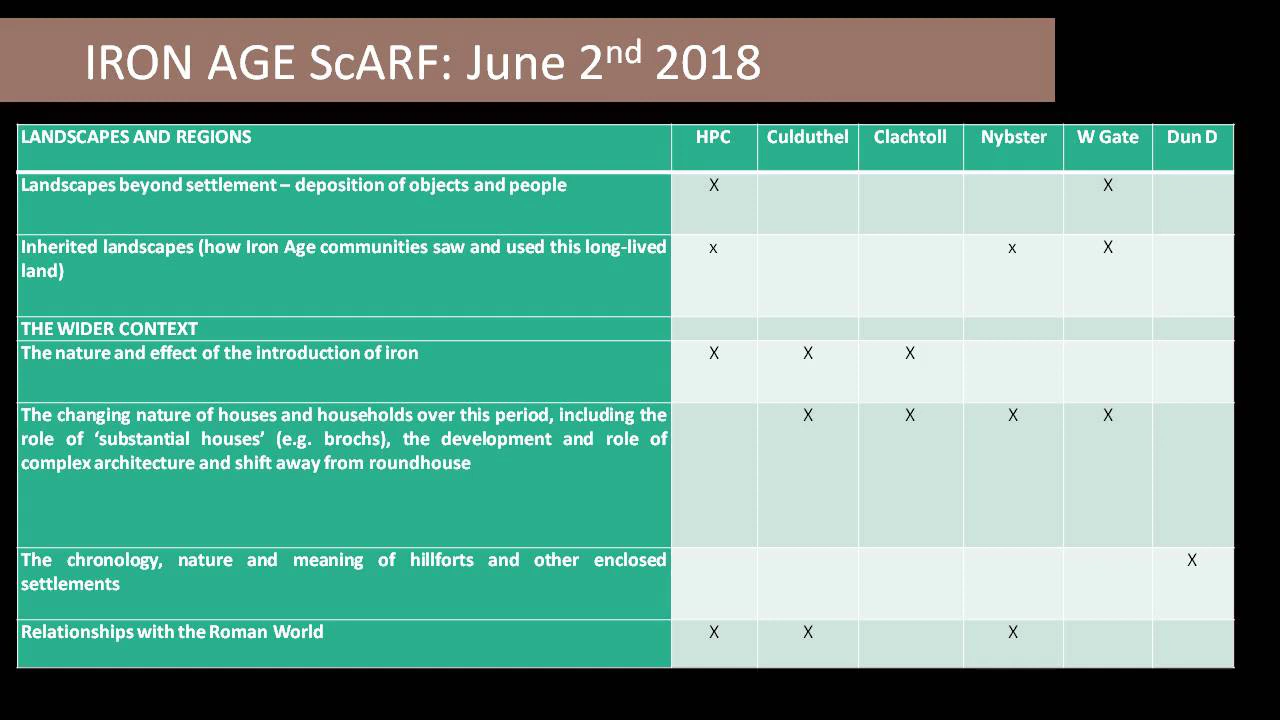 IRON AGE ScARF: June 2nd 2018
LANDSCAPES AND REGIONS HPC Culduthel Clachtoll Nybster W Gate Dun D
Landscapes beyond settlement – deposition of objects and people X X
Inherited landscapes (how Iron Age communities saw and used this long-lived x x X
land)
THE WIDER CONTEXT
The nature and effect of the introduction of iron X X X
The changing nature of houses and households over this period, including the X X X X
role of ‘substantial houses’ (e.g. brochs), the development and role of
complex architecture and shift away from roundhouse
The chronology, nature and meaning of hillforts and other enclosed X
settlements
Relationships with the Roman World X X X